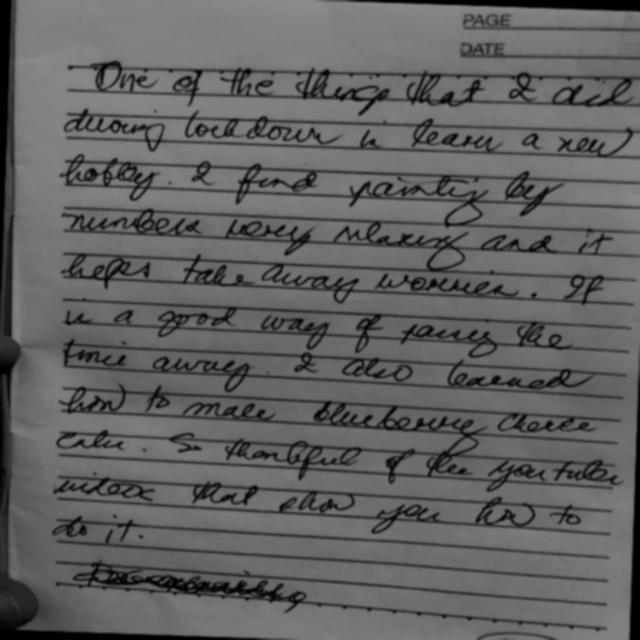 PAGE
DATE
One of the things that I did
during lockdown is learn a new
hobby. I find painting by
numbers very relaxing and it
helps take away worries. It
is a good way of passing the
time away. I also learned
how to make blueberry cheese
cake. So thankful of the youtube
videos that show you how to
do it.